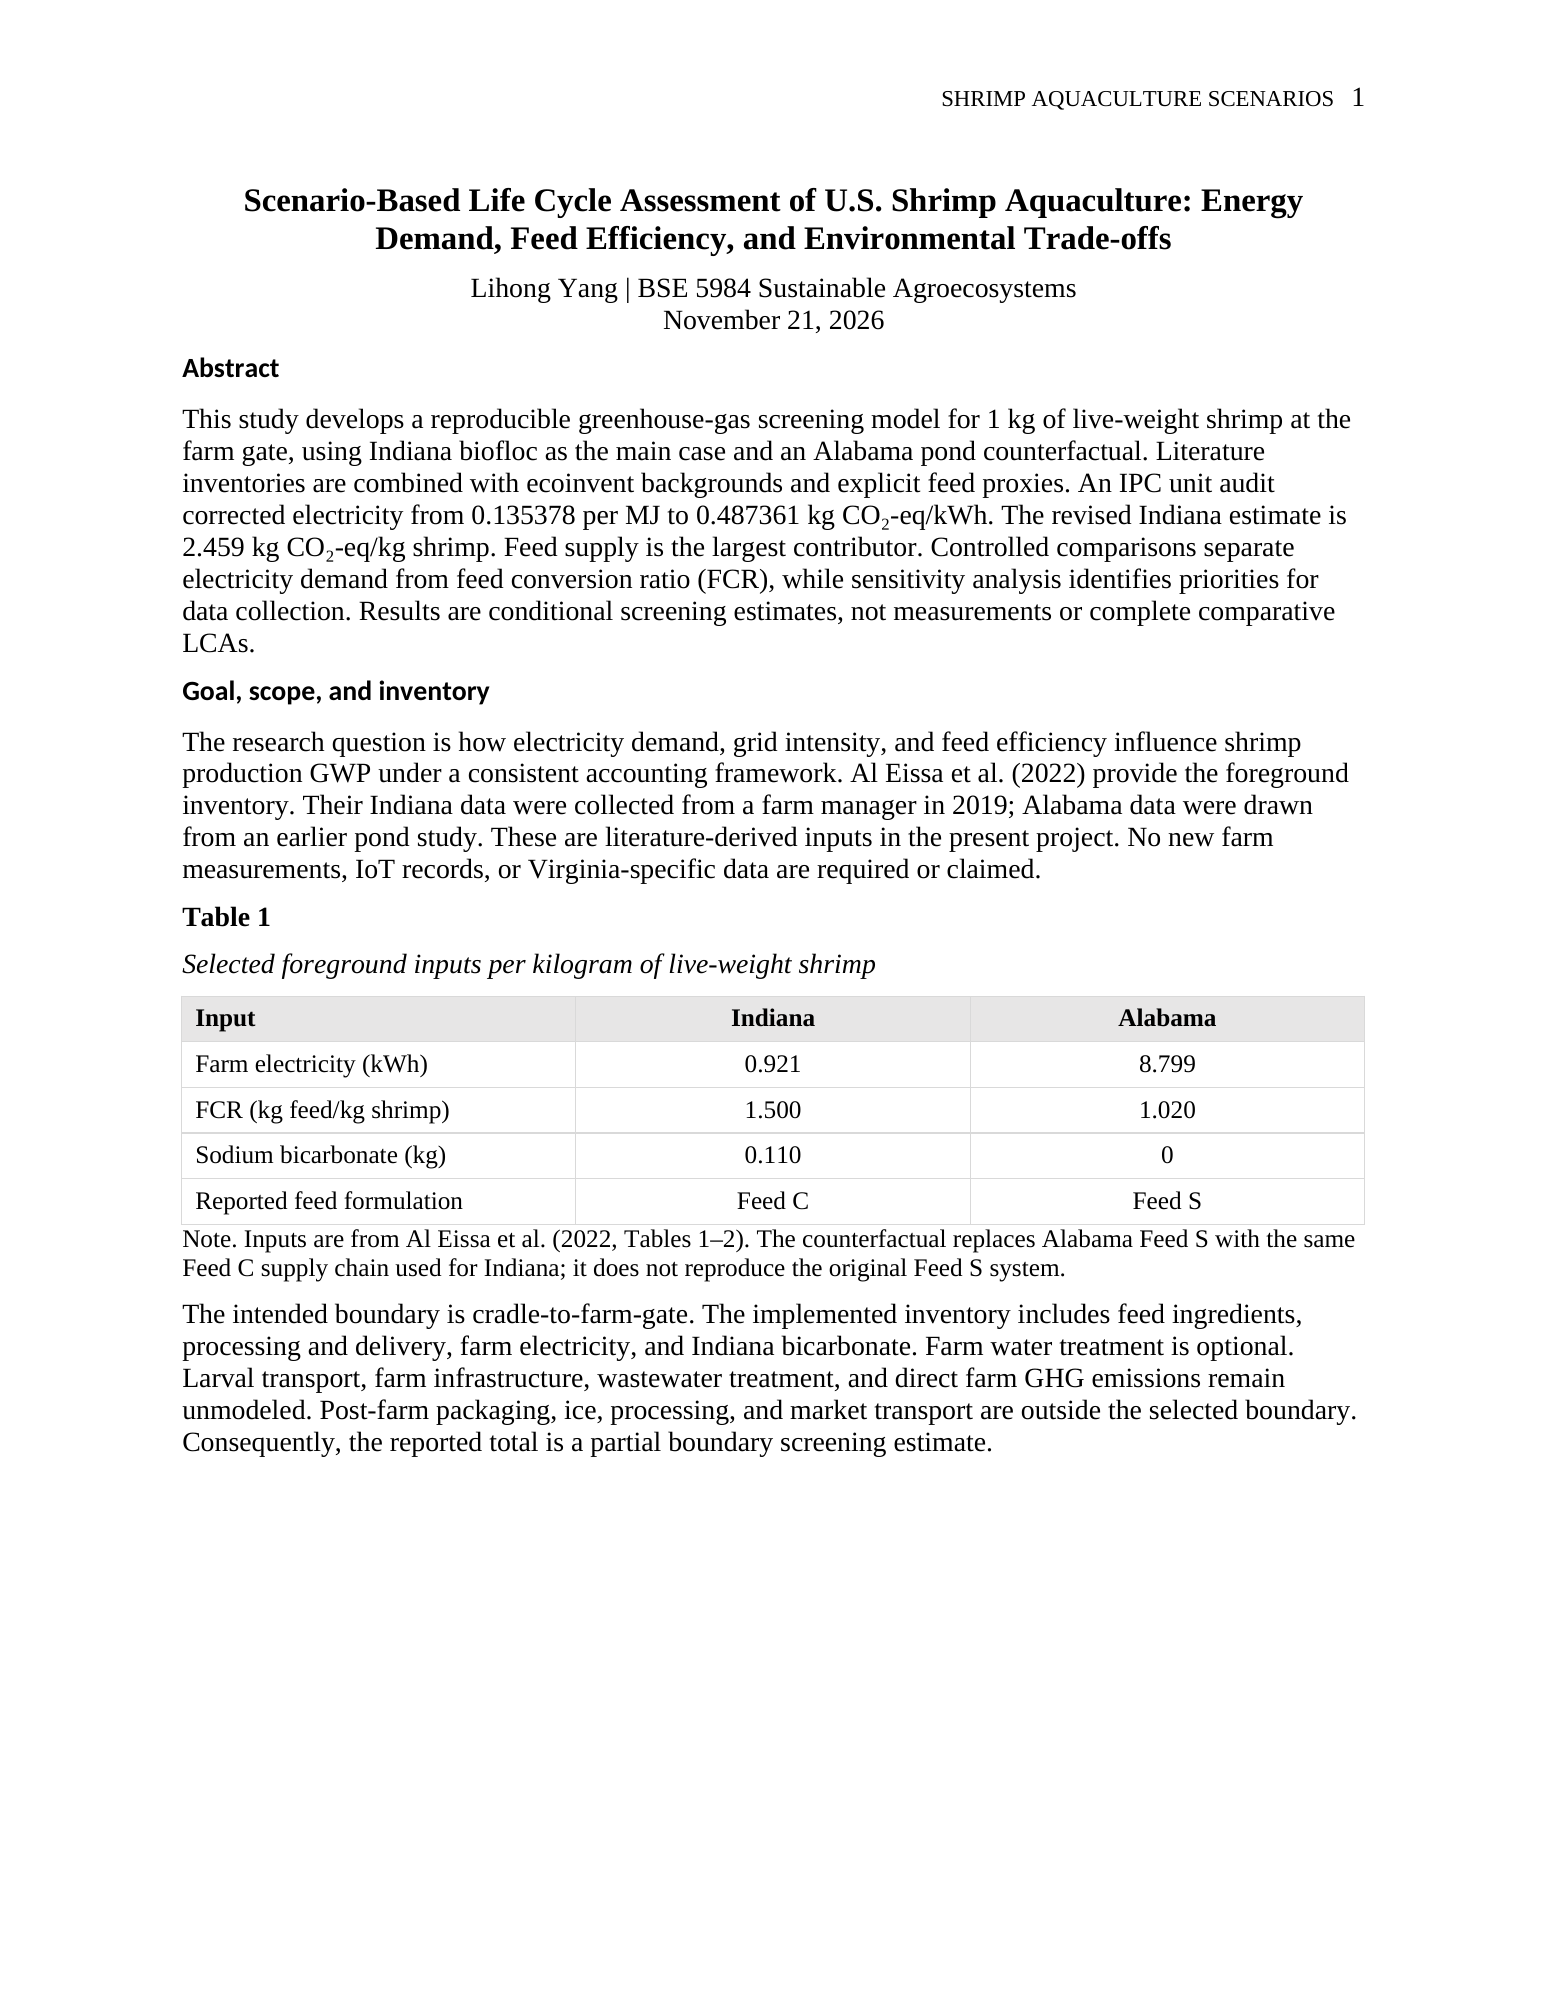 SHRIMP AQUACULTURE SCENARIOS 1
Scenario-Based Life Cycle Assessment of U.S. Shrimp Aquaculture: Energy
Demand, Feed Efficiency, and Environmental Trade-offs
Lihong Yang | BSE 5984 Sustainable Agroecosystems
November 21, 2026
Abstract
This study develops a reproducible greenhouse-gas screening model for 1 kg of live-weight shrimp at the
farm gate, using Indiana biofloc as the main case and an Alabama pond counterfactual. Literature
inventories are combined with ecoinvent backgrounds and explicit feed proxies. An IPC unit audit
corrected electricity from 0.135378 per MJ to 0.487361 kg CO₂-eq/kWh. The revised Indiana estimate is
2.459 kg CO₂-eq/kg shrimp. Feed supply is the largest contributor. Controlled comparisons separate
electricity demand from feed conversion ratio (FCR), while sensitivity analysis identifies priorities for
data collection. Results are conditional screening estimates, not measurements or complete comparative
LCAs.
Goal, scope, and inventory
The research question is how electricity demand, grid intensity, and feed efficiency influence shrimp
production GWP under a consistent accounting framework. Al Eissa et al. (2022) provide the foreground
inventory. Their Indiana data were collected from a farm manager in 2019; Alabama data were drawn
from an earlier pond study. These are literature-derived inputs in the present project. No new farm
measurements, IoT records, or Virginia-specific data are required or claimed.
Table 1
Selected foreground inputs per kilogram of live-weight shrimp
Input Indiana Alabama
Farm electricity (kWh) 0.921 8.799
FCR (kg feed/kg shrimp) 1.500 1.020
Sodium bicarbonate (kg) 0.110 0
Reported feed formulation Feed C Feed S
Note. Inputs are from Al Eissa et al. (2022, Tables 1–2). The counterfactual replaces Alabama Feed S with the same
Feed C supply chain used for Indiana; it does not reproduce the original Feed S system.
The intended boundary is cradle-to-farm-gate. The implemented inventory includes feed ingredients,
processing and delivery, farm electricity, and Indiana bicarbonate. Farm water treatment is optional.
Larval transport, farm infrastructure, wastewater treatment, and direct farm GHG emissions remain
unmodeled. Post-farm packaging, ice, processing, and market transport are outside the selected boundary.
Consequently, the reported total is a partial boundary screening estimate.